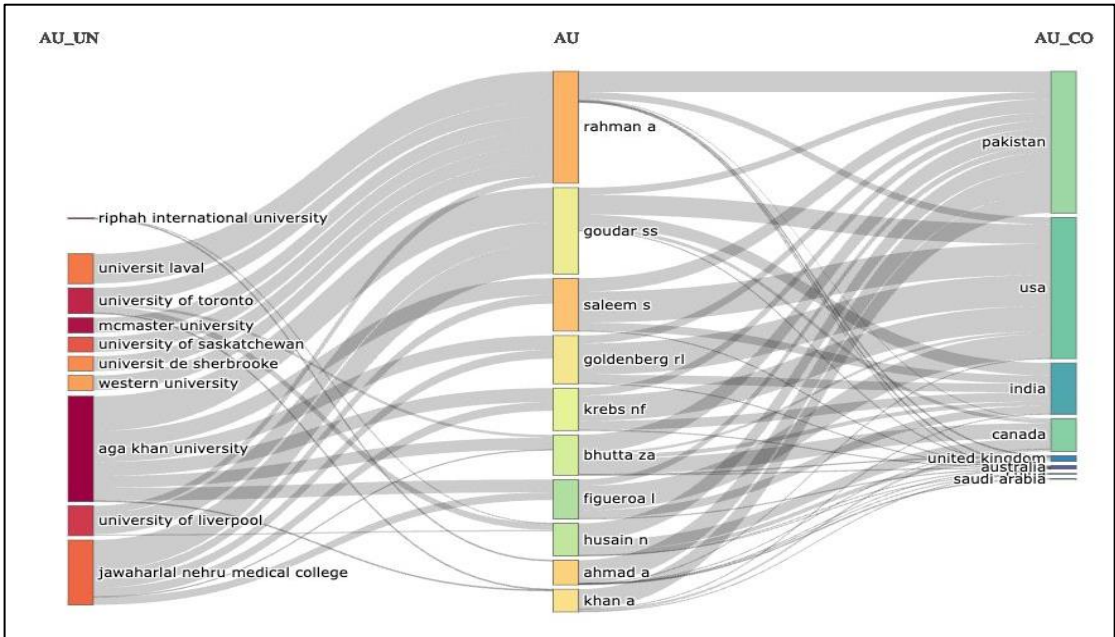 AU_UN
AU
AU_CO
riphah international university
universit laval
university of toronto
mcmaster university
university of saskatchewan
universit de sherbrooke
western university
aga khan university
university of liverpool
jawaharlal nehru medical college
rahman a
goudar ss
saleem s
goldenberg rl
krebs nf
bhutta za
figueroa l
husain n
ahmad a
khan a
pakistan
usa
india
canada
united kingdom
australia
saudi arabia